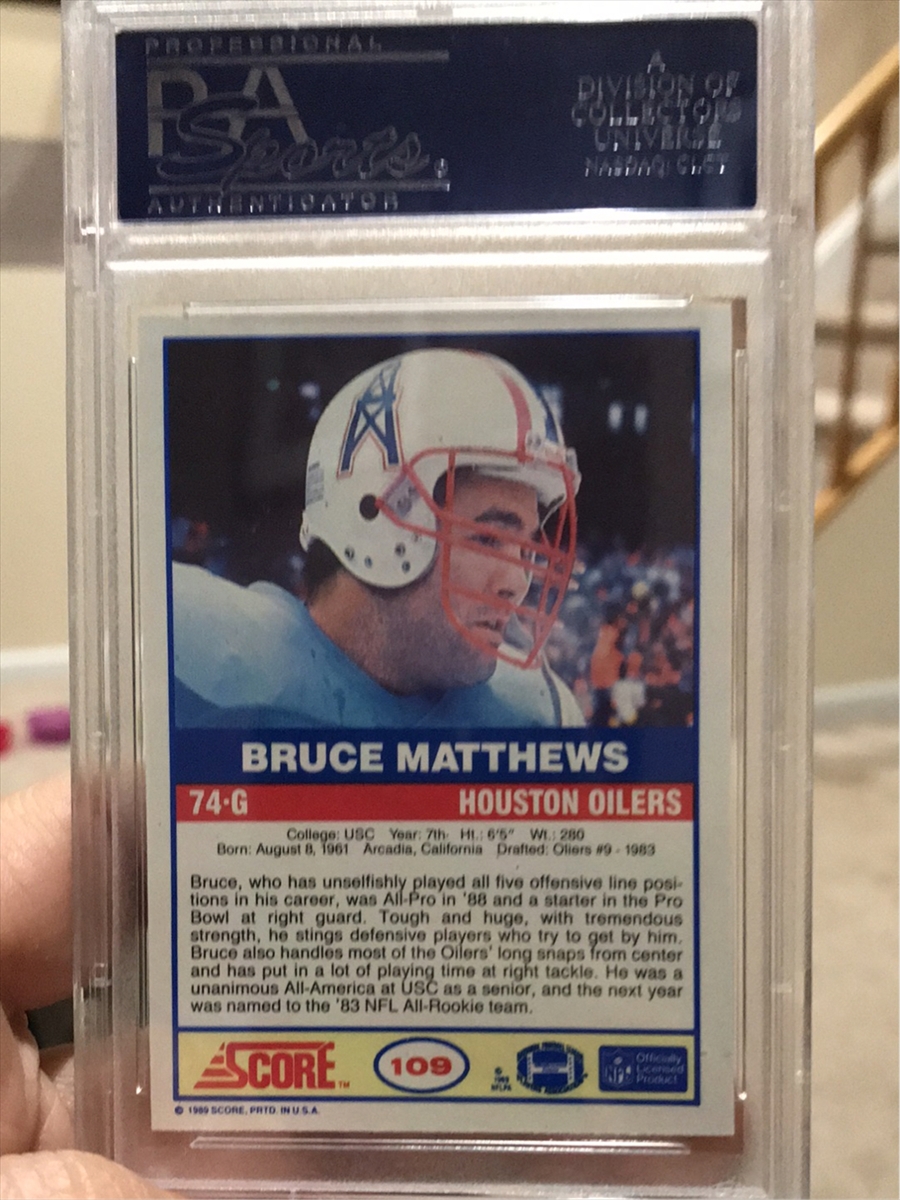 PROFESSIONAL
PSA
Sports
AUTHENTICATOR
A
DIVISION OF
COLLECTORS
UNIVERSE
NASDAQ: CLCT
BRUCE MATTHEWS
74·G HOUSTON OILERS
College: USC Year: 7th Ht.: 6'5" Wt.: 280
Born: August 8, 1961 Arcadia, California Drafted: Oilers #9 - 1983
Bruce, who has unselfishly played all five offensive line posi-
tions in his career, was All-Pro in '88 and a starter in the Pro
Bowl at right guard. Tough and huge, with tremendous
strength, he stings defensive players who try to get by him.
Bruce also handles most of the Oilers' long snaps from center
and has put in a lot of playing time at right tackle. He was a
unanimous All-America at USC as a senior, and the next year
was named to the '83 NFL All-Rookie team.
SCORE™
109
© 1989 NFLPA
NFL
Officially
Licensed
Product
© 1989 SCORE, PRTD. IN U.S.A.